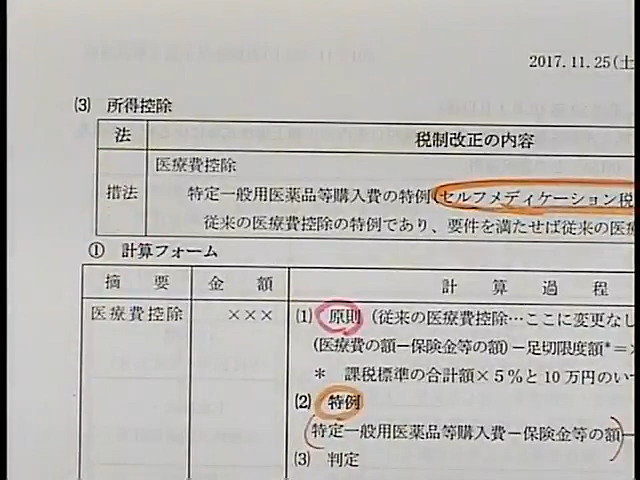 2017.11.25(土
(3) 所得控除
法 税制改正の内容
医療費控除
措法 特定一般用医薬品等購入費の特例(セルフメディケーション税
従来の医療費控除の特例であり、要件を満たせば従来の医療
① 計算フォーム
摘 要 金 額 計 算 過 程
医療費控除 ××× (1) 原則 (従来の医療費控除…ここに変更なし
(医療費の額－保険金等の額)－足切限度額*＝×
* 課税標準の合計額×5％と10万円のいず
(2) 特例
(特定一般用医薬品等購入費－保険金等の額)－
(3) 判定